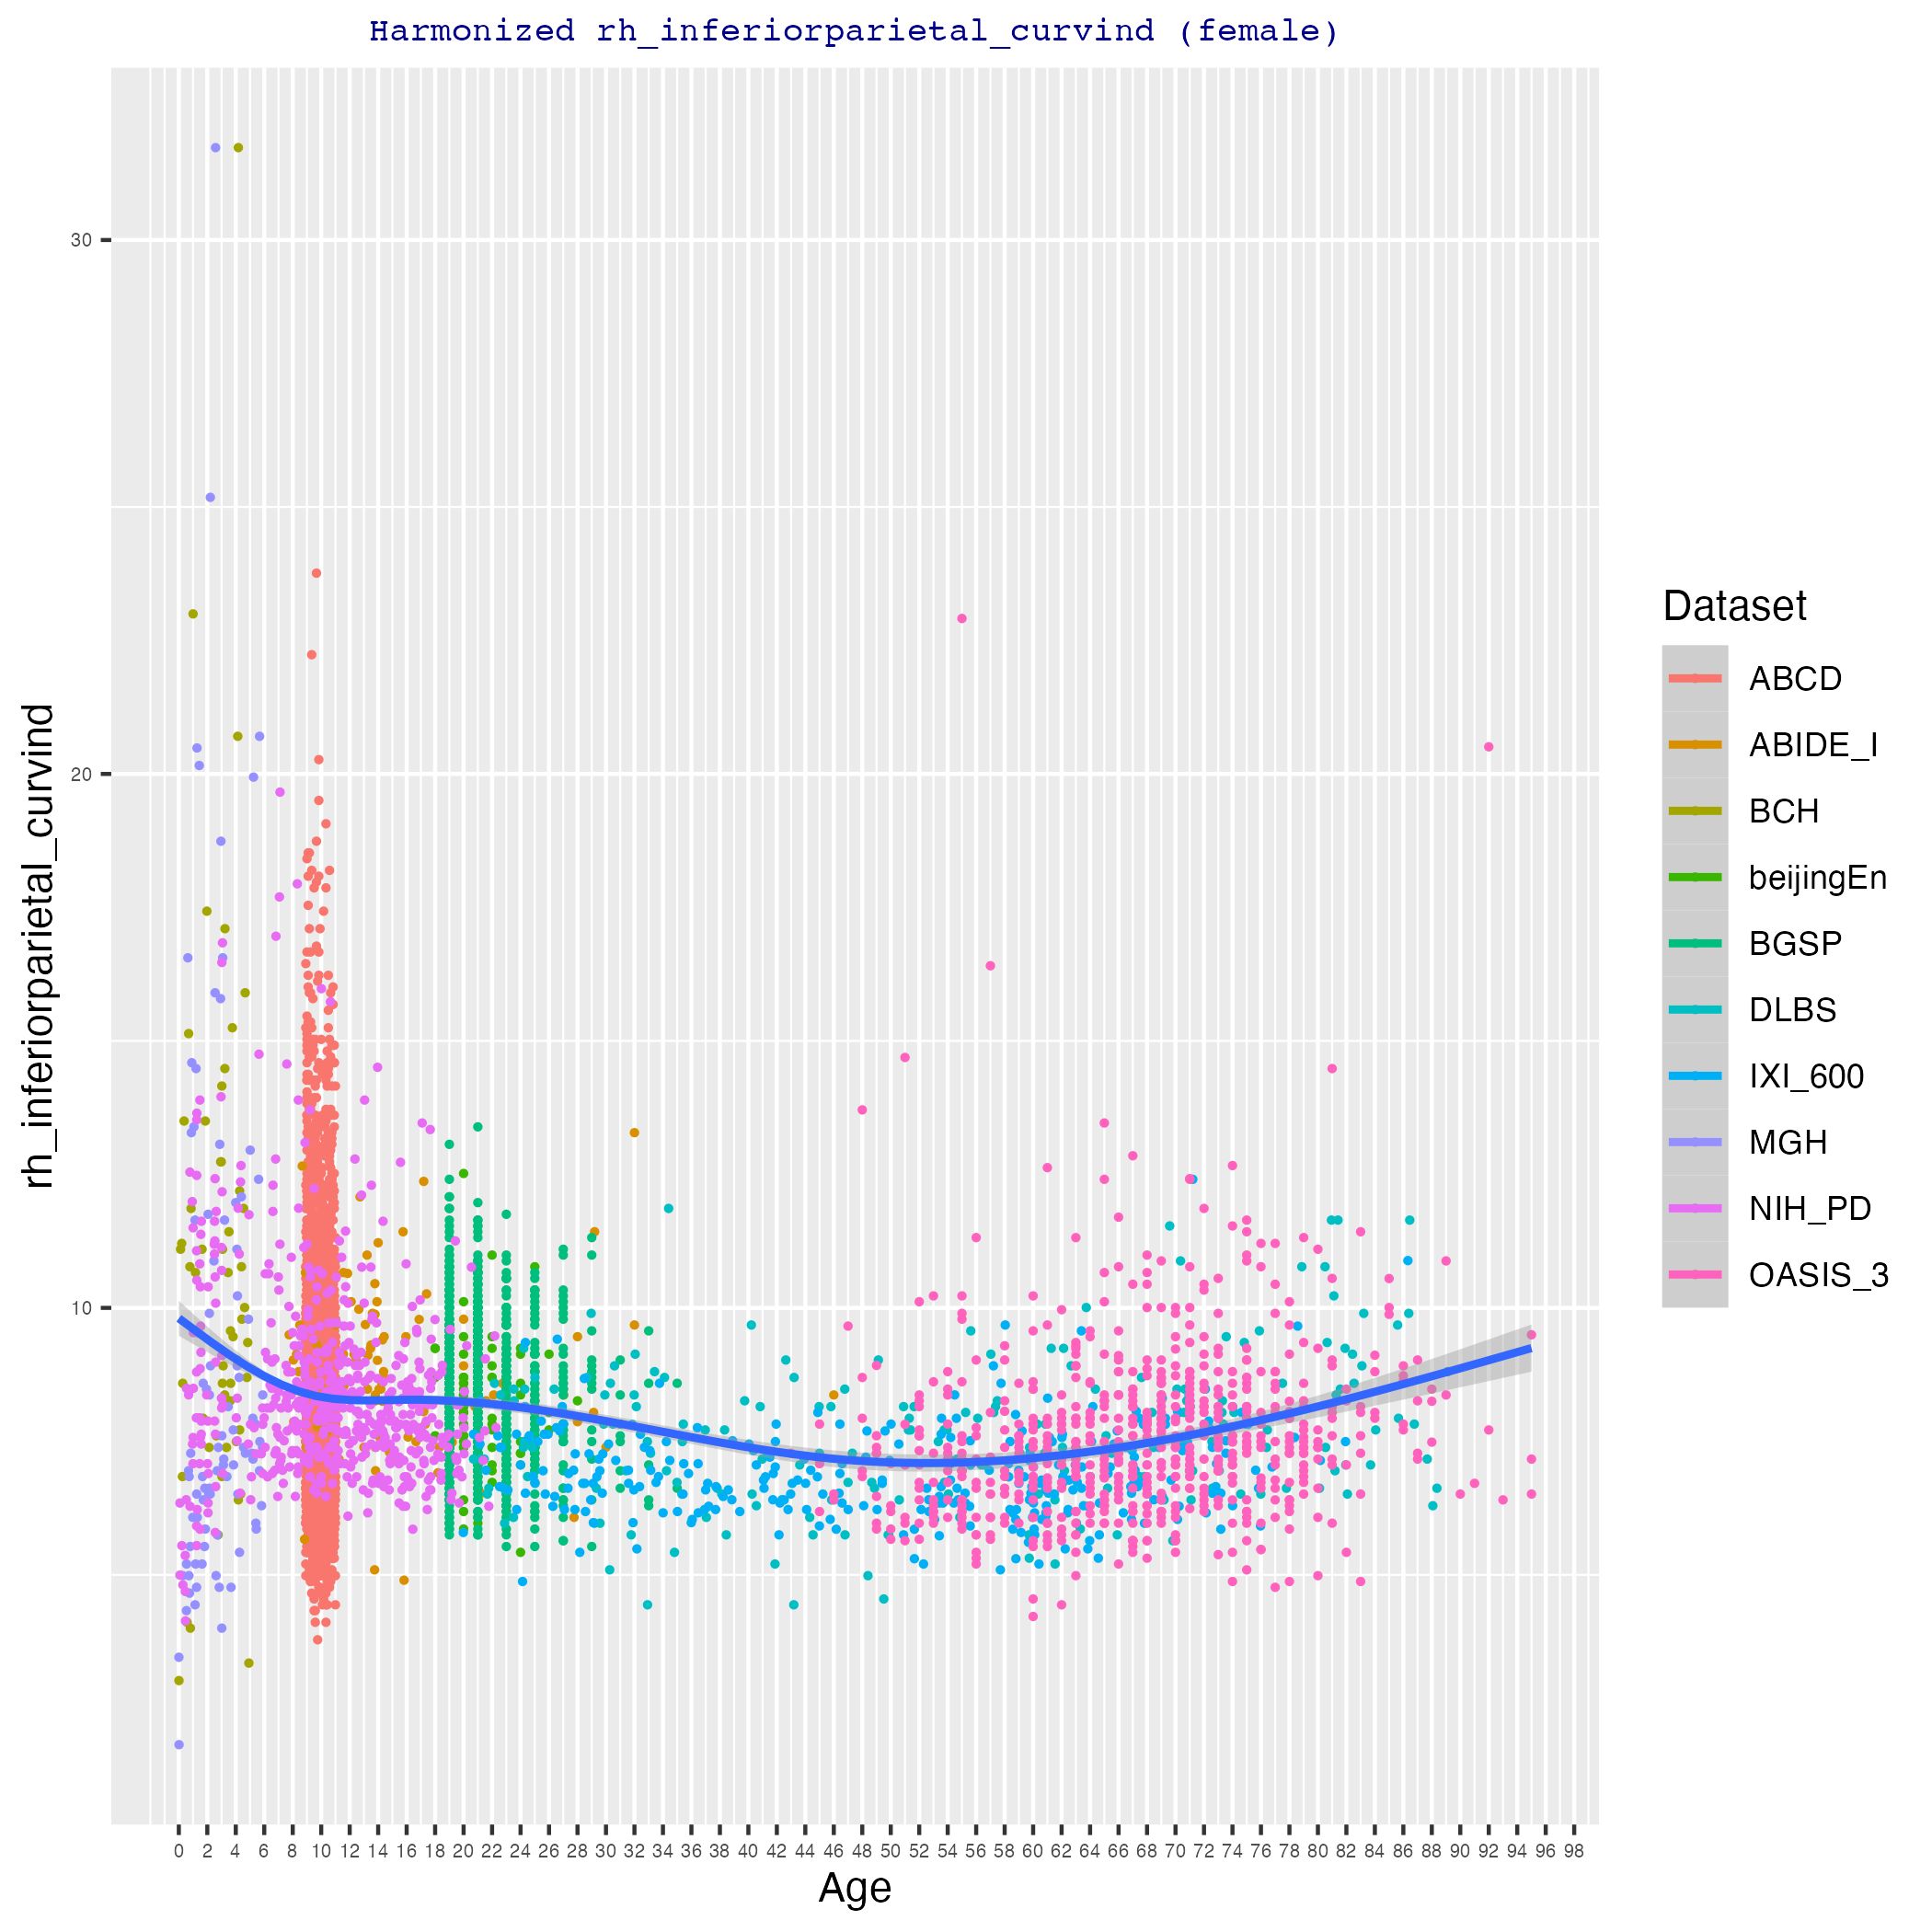 Harmonized rh_inferiorparietal_curvind (female)
rh_inferiorparietal_curvind
30
20
10
0 2 4 6 8 10 12 14 16 18 20 22 24 26 28 30 32 34 36 38 40 42 44 46 48 50 52 54 56 58 60 62 64 66 68 70 72 74 76 78 80 82 84 86 88 90 92 94 96 98
Age
Dataset
ABCD
ABIDE_I
BCH
beijingEn
BGSP
DLBS
IXI_600
MGH
NIH_PD
OASIS_3